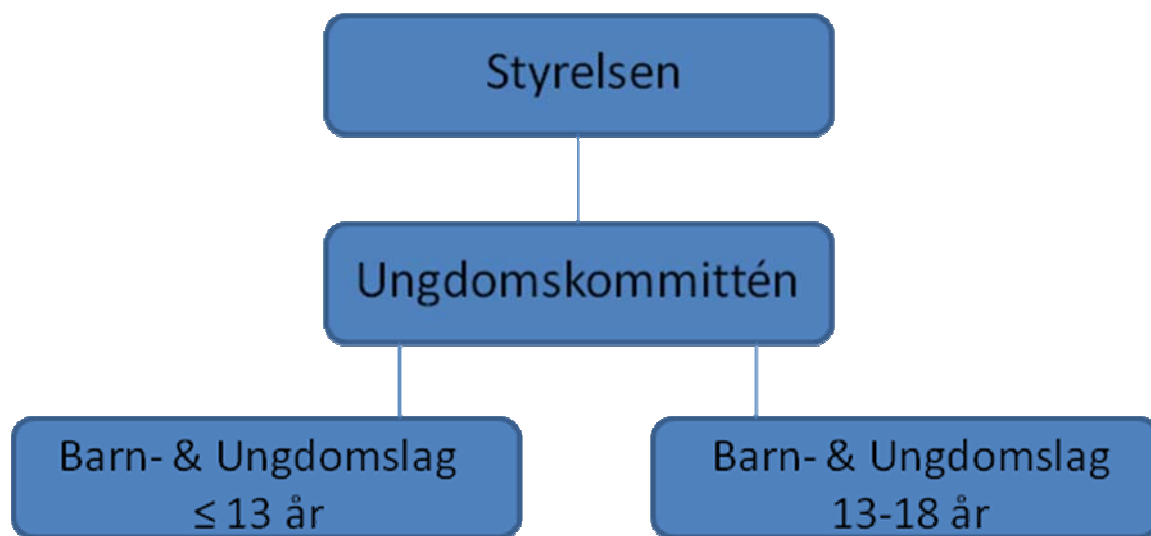 Styrelsen
Ungdomskommittén
Barn- & Ungdomslag
≤ 13 år
Barn- & Ungdomslag
13-18 år